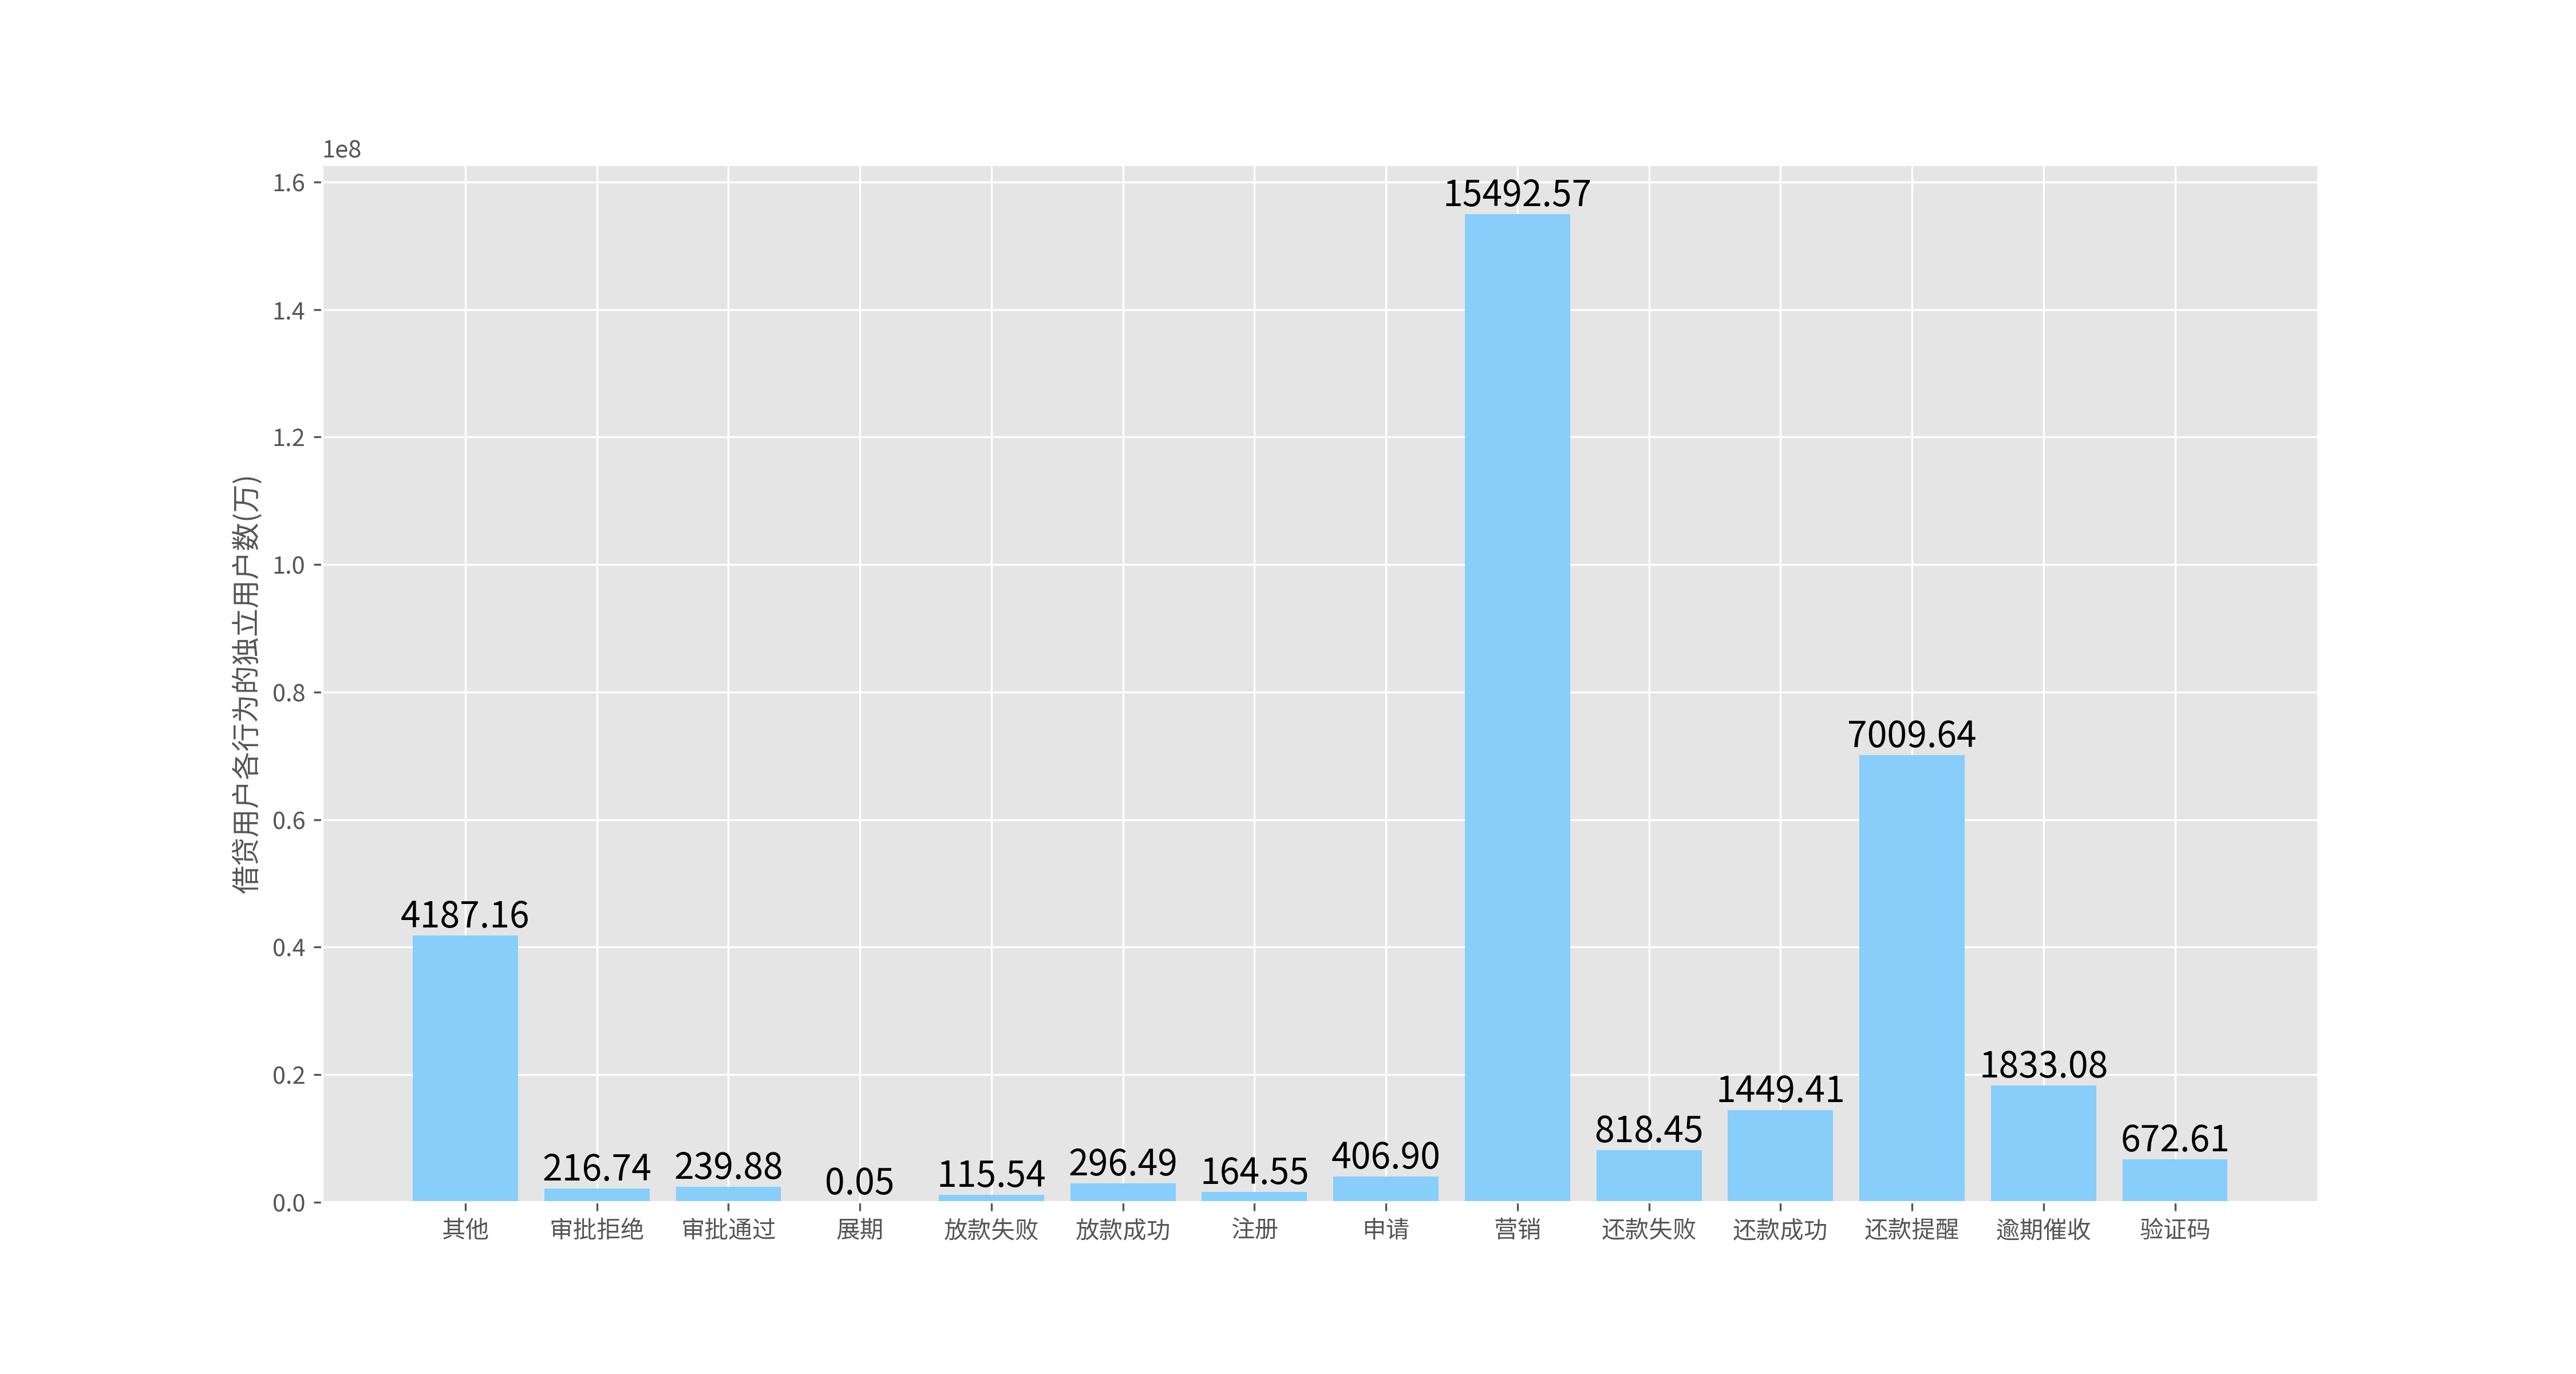 1e8
1.6
1.4
1.2
1.0
0.8
0.6
0.4
0.2
0.0
借贷用户各行为的独立用户数(万)
4187.16
216.74
239.88
0.05
115.54
296.49
164.55
406.90
15492.57
818.45
1449.41
7009.64
1833.08
672.61
其他
审批拒绝
审批通过
展期
放款失败
放款成功
注册
申请
营销
还款失败
还款成功
还款提醒
逾期催收
验证码